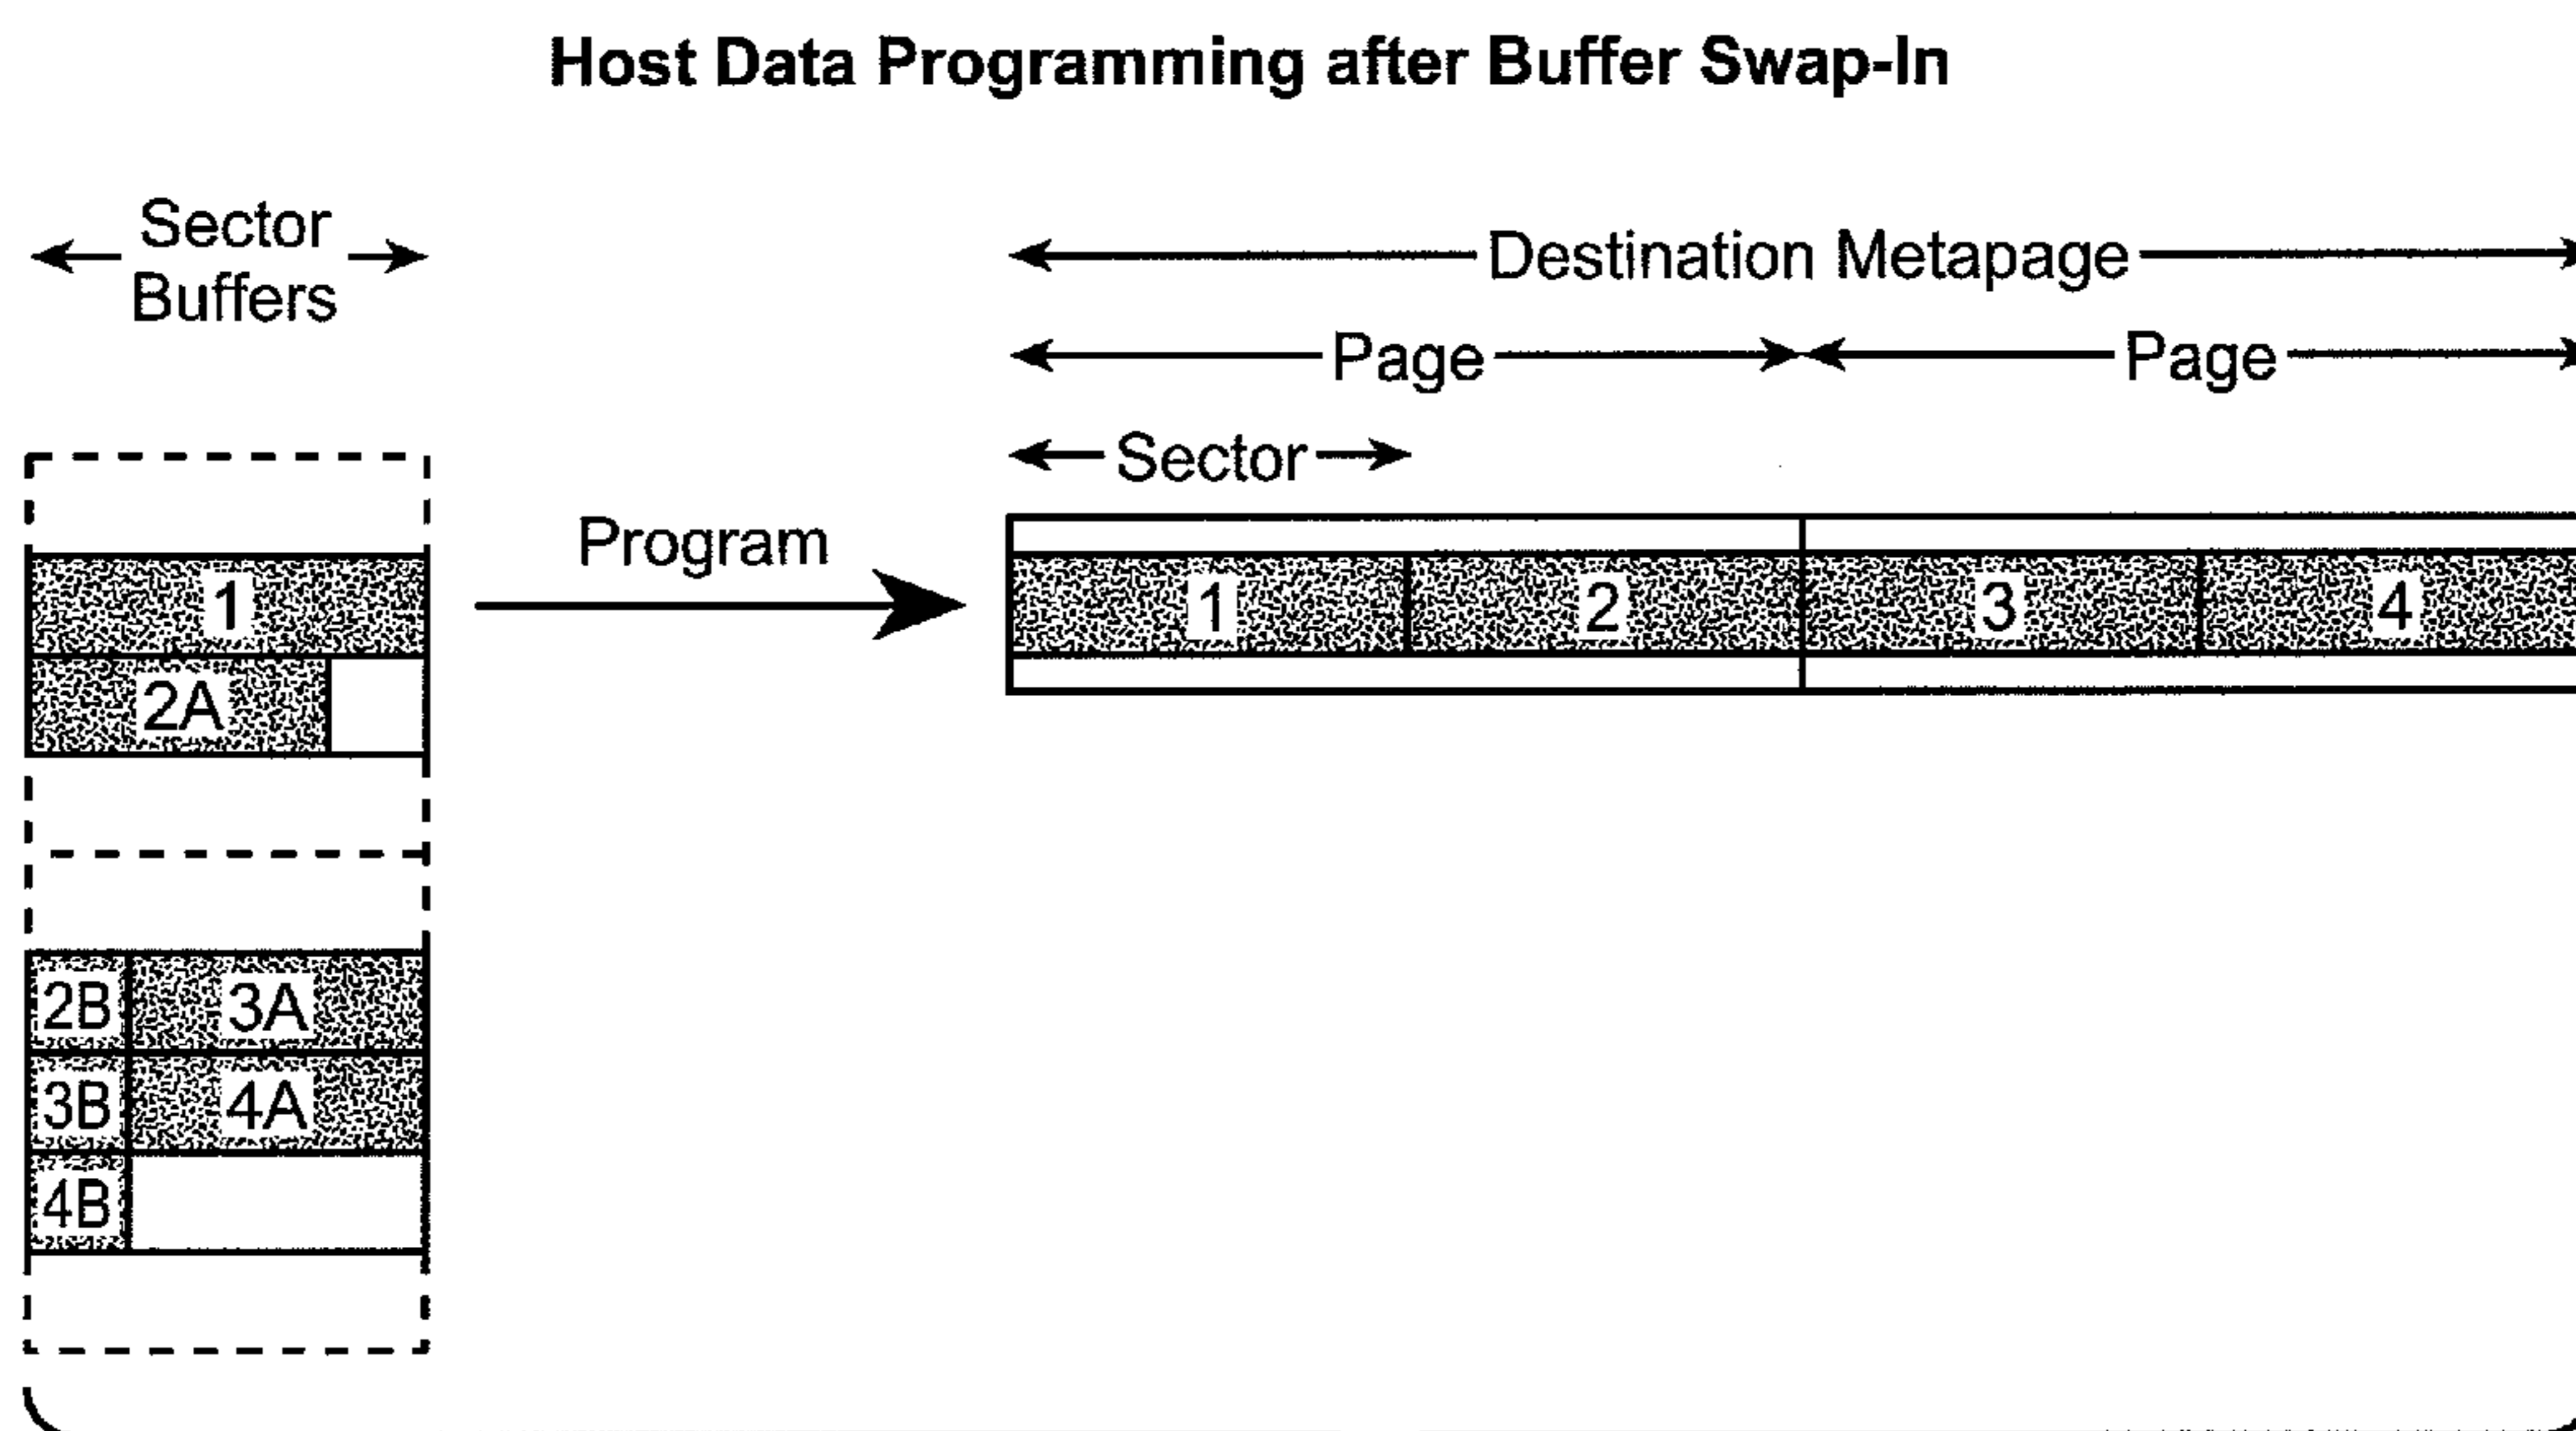 Host Data Programming after Buffer Swap-In
Sector
Buffers
Destination Metapage
Page Page
Sector
Program
1
2A
1 2 3 4
2B 3A
3B 4A
4B